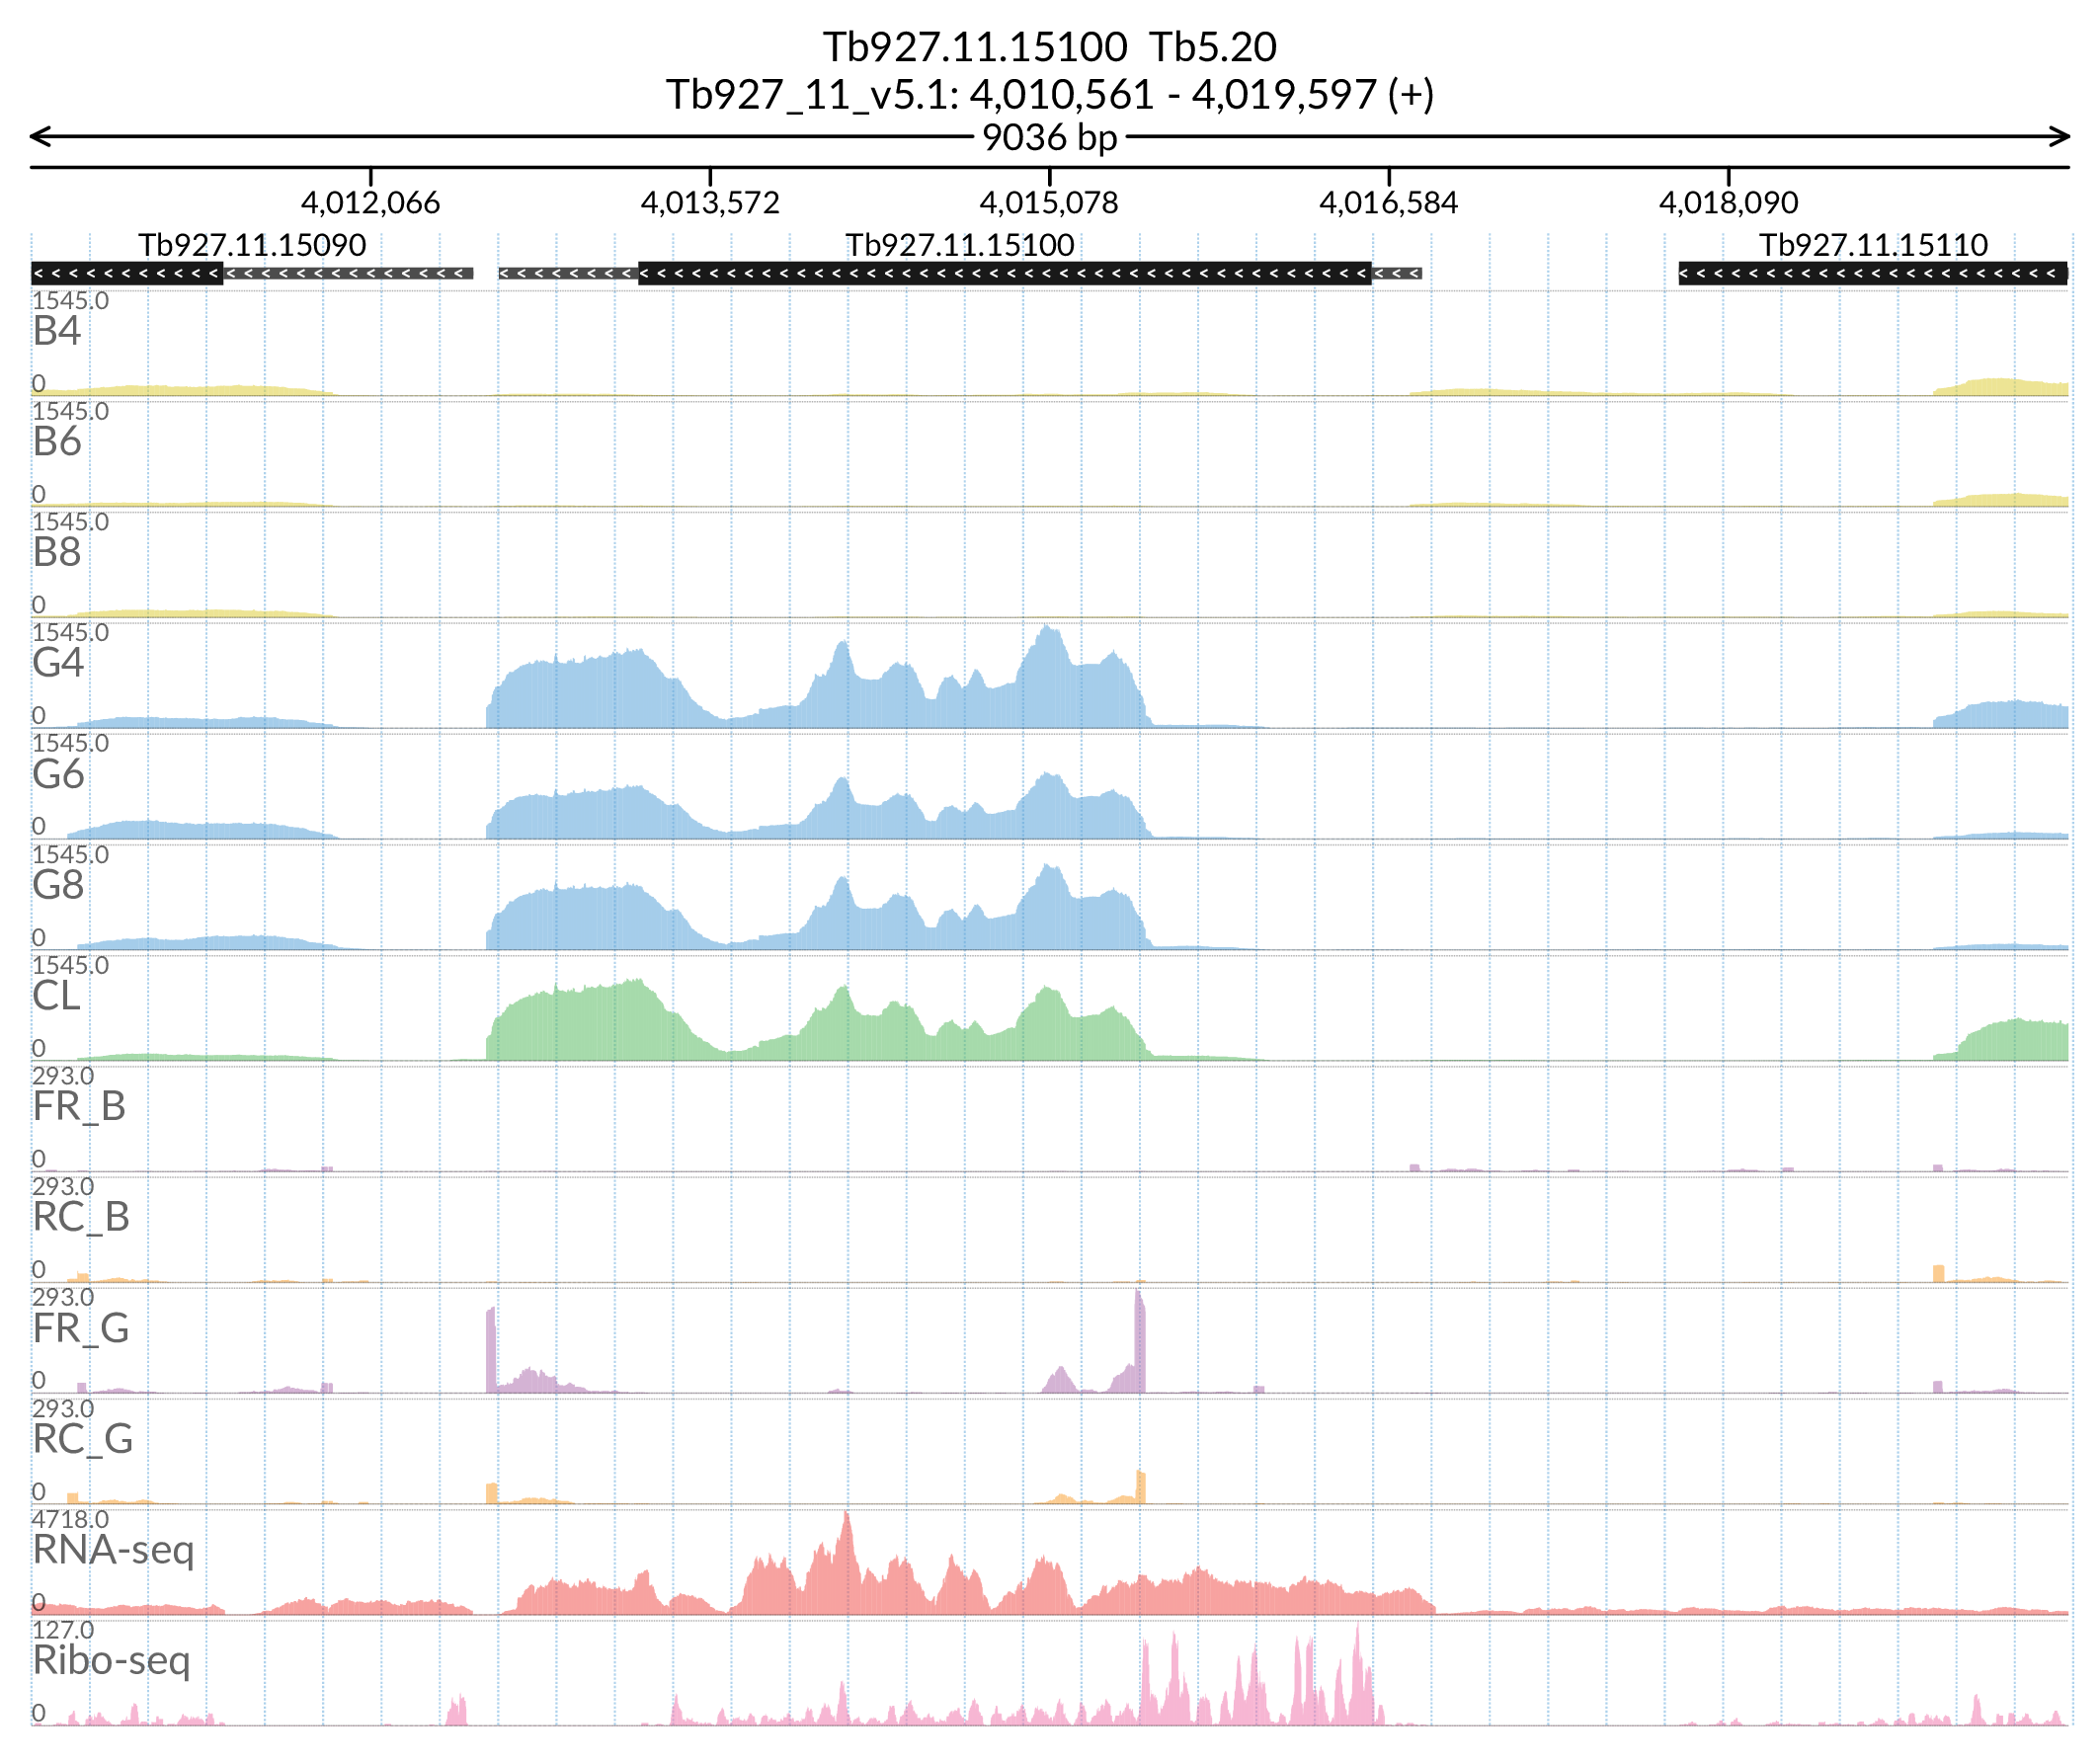 Tb927.11.15100 Tb5.20
Tb927_11_v5.1: 4,010,561 - 4,019,597 (+)
9036 bp
4,012,066 4,013,572 4,015,078 4,016,584 4,018,090
Tb927.11.15090 Tb927.11.15100 Tb927.11.15110
1545.0
B4
0
1545.0
B6
0
1545.0
B8
0
1545.0
G4
0
1545.0
G6
0
1545.0
G8
0
1545.0
CL
0
293.0
FR_B
0
293.0
RC_B
0
293.0
FR_G
0
293.0
RC_G
0
4718.0
RNA-seq
0
127.0
Ribo-seq
0